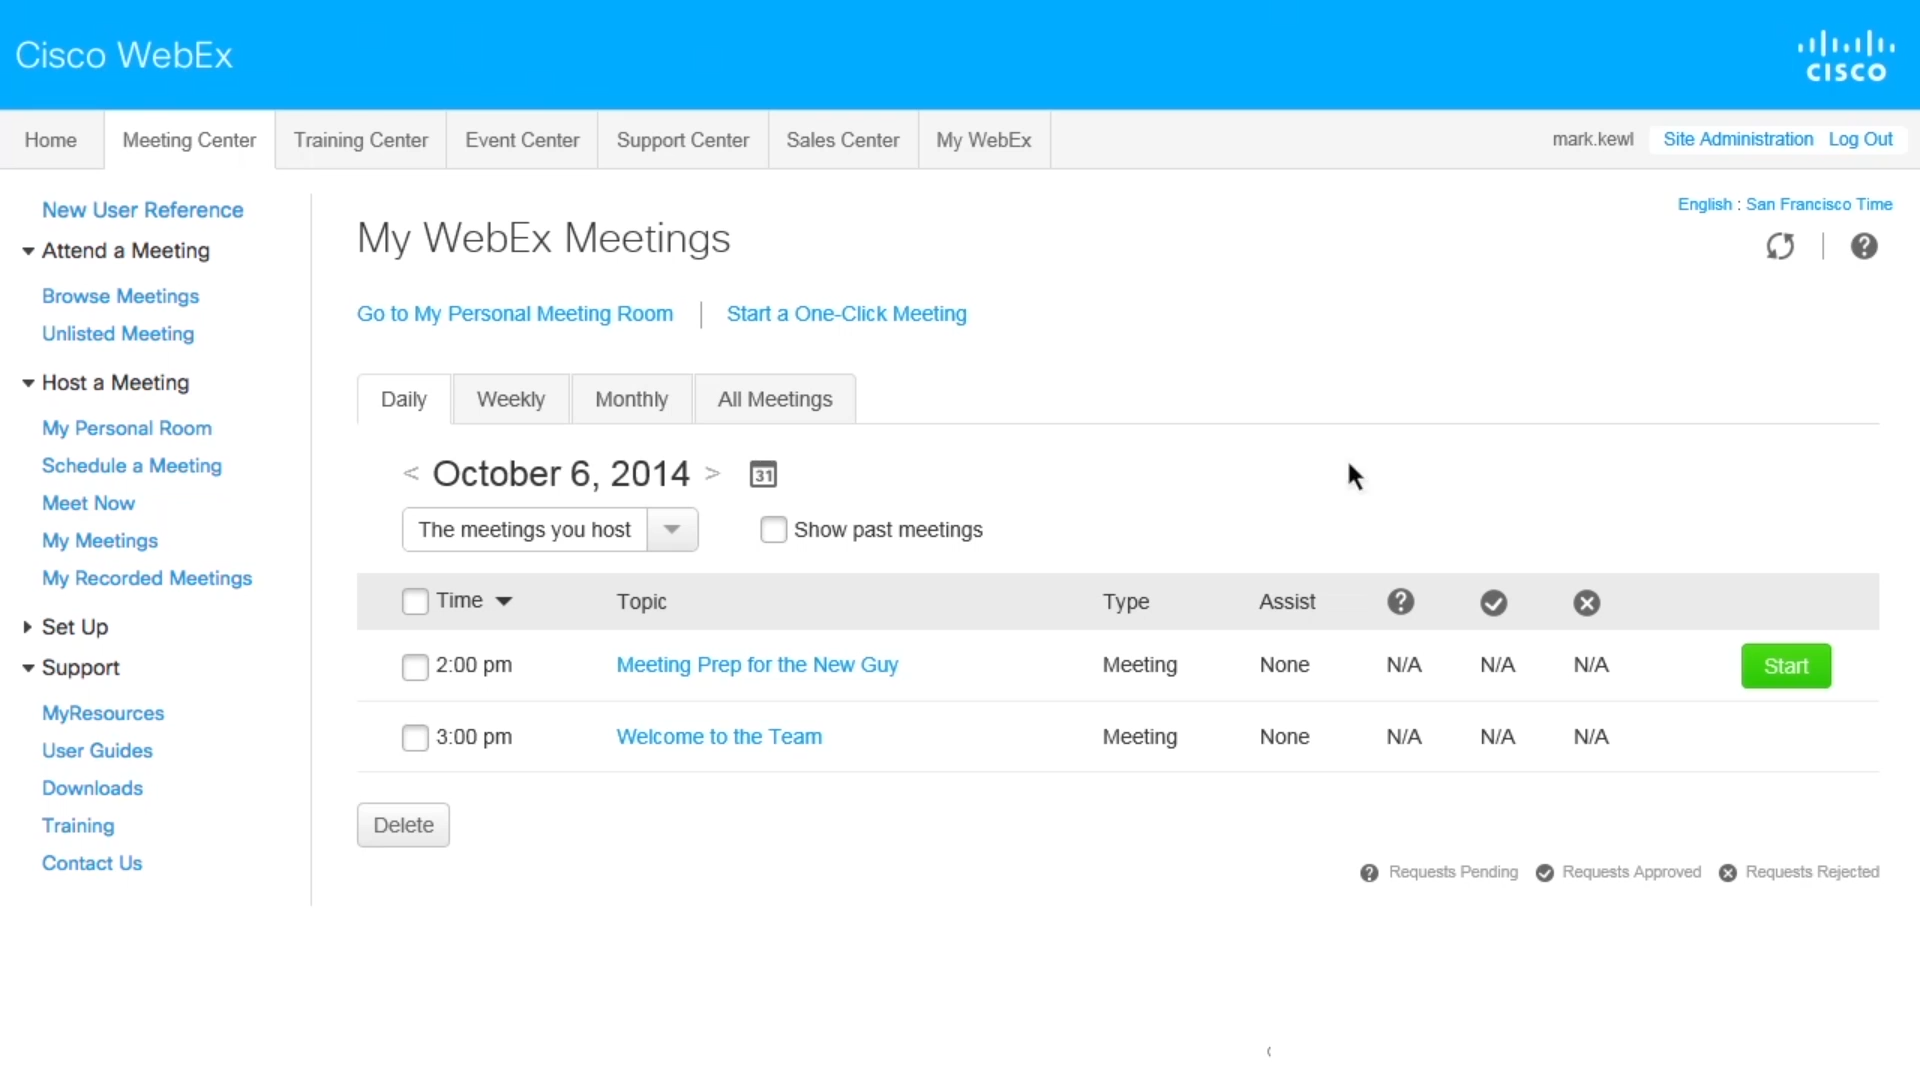 Cisco WebEx
CISCO
Home
Meeting Center
Training Center
Event Center
Support Center
Sales Center
My WebEx
mark.kewl
Site Administration
Log Out
New User Reference
Attend a Meeting
Browse Meetings
Unlisted Meeting
Host a Meeting
My Personal Room
Schedule a Meeting
Meet Now
My Meetings
My Recorded Meetings
Set Up
Support
MyResources
User Guides
Downloads
Training
Contact Us
English : San Francisco Time
My WebEx Meetings
?
Go to My Personal Meeting Room | Start a One-Click Meeting
Daily
Weekly
Monthly
All Meetings
< October 6, 2014 > 31
The meetings you host
Show past meetings
Time Topic Type Assist ?
2:00 pm Meeting Prep for the New Guy Meeting None N/A N/A N/A Start
3:00 pm Welcome to the Team Meeting None N/A N/A N/A
Delete
? Requests Pending Requests Approved Requests Rejected